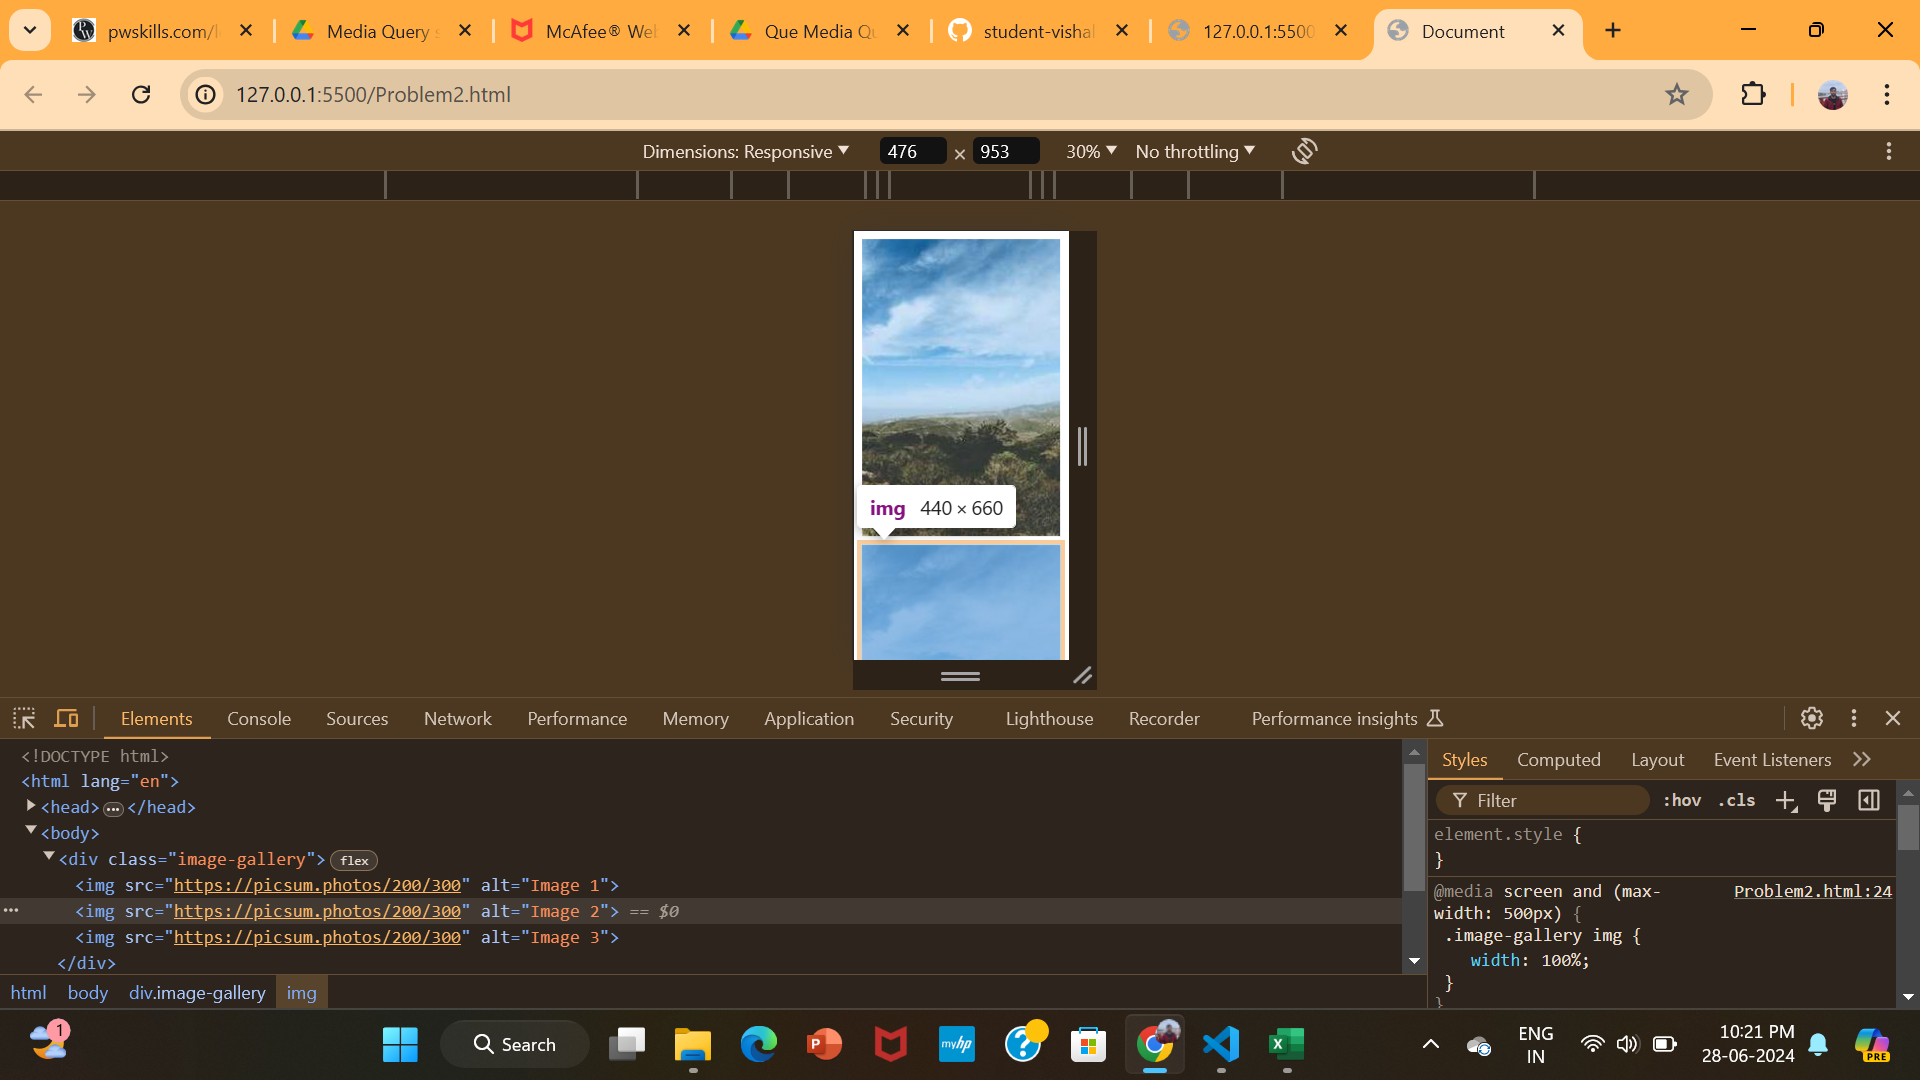 pwskills.com/l
Media Query s
McAfee® Web
Que Media Qu
student-vishal
127.0.0.1:5500
Document
127.0.0.1:5500/Problem2.html
Dimensions: Responsive
476 × 953
30%
No throttling
img 440 × 660
Elements
Console
Sources
Network
Performance
Memory
Application
Security
Lighthouse
Recorder
Performance insights
<!DOCTYPE html>
<html lang="en">
<head> ••• </head>
<body>
<div class="image-gallery"> flex
<img src="https://picsum.photos/200/300" alt="Image 1">
••• <img src="https://picsum.photos/200/300" alt="Image 2"> == $0
<img src="https://picsum.photos/200/300" alt="Image 3">
</div>
html body div.image-gallery img
Styles
Computed
Layout
Event Listeners
Filter
:hov .cls
element.style {
}
@media screen and (max-
Problem2.html:24
width: 500px) {
.image-gallery img {
width: 100%;
}
}
1
Search
P
myhp
?
X
ENG
IN
10:21 PM
28-06-2024
PRE